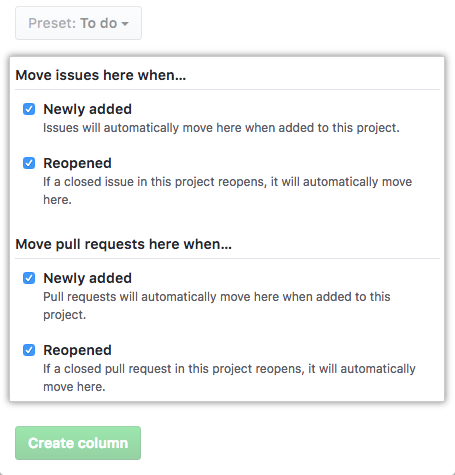 Preset: To do
Move issues here when...
Newly added
Issues will automatically move here when added to this project.
Reopened
If a closed issue in this project reopens, it will automatically move
here.
Move pull requests here when...
Newly added
Pull requests will automatically move here when added to this
project.
Reopened
If a closed pull request in this project reopens, it will automatically
move here.
Create column